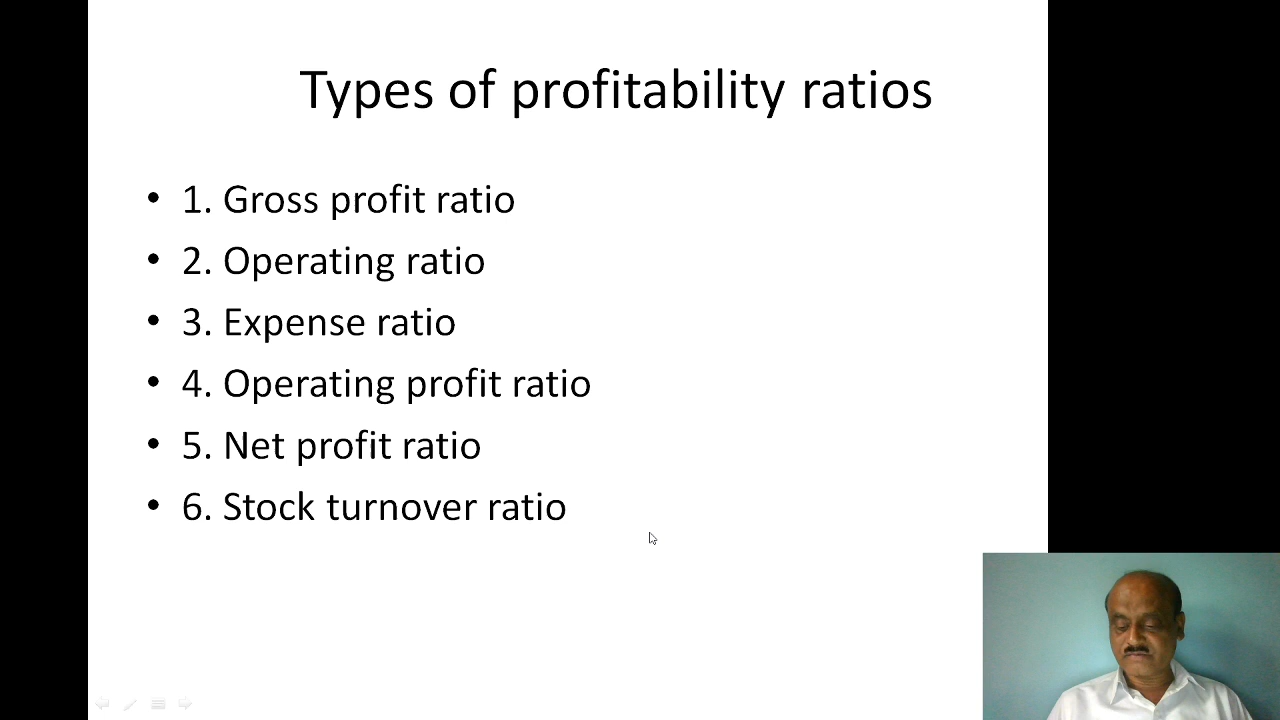 Types of profitability ratios
• 1. Gross profit ratio
• 2. Operating ratio
• 3. Expense ratio
• 4. Operating profit ratio
• 5. Net profit ratio
• 6. Stock turnover ratio